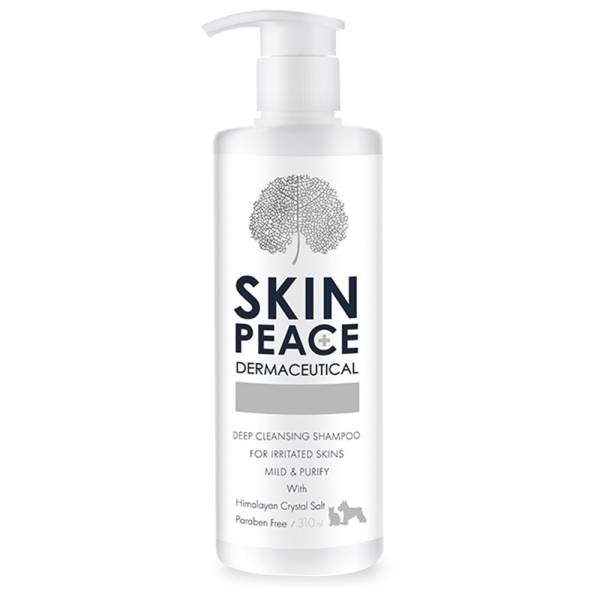 SKIN
PEACE
DERMACEUTICAL
DEEP CLEANSING SHAMPOO
FOR IRRITATED SKINS
MILD & PURIFY
With
Himalayan Crystal Salt
Paraben Free / 310ml